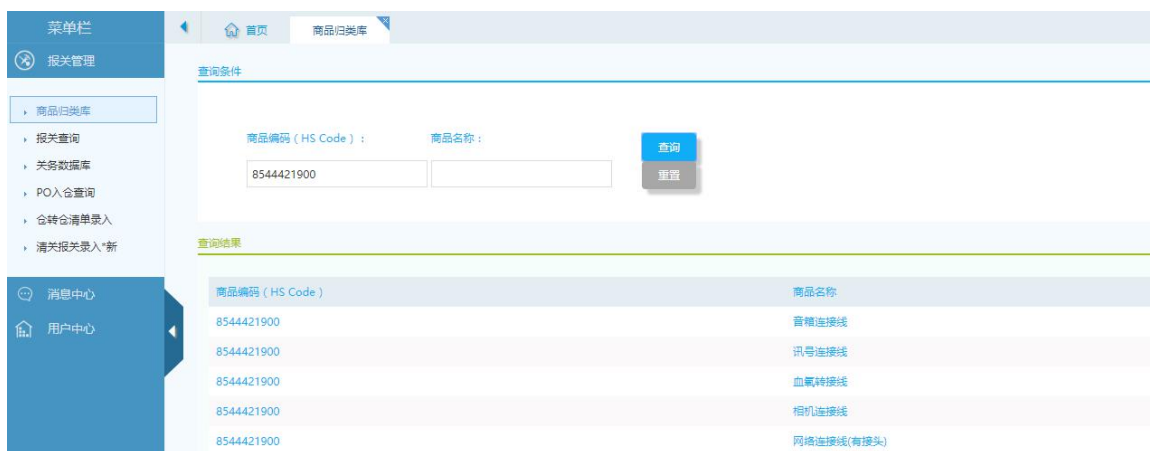 菜单栏
首页
商品归类库
报关管理
查询条件
商品归类库
报关查询
关务数据库
PO入仓查询
仓转仓清单录入
清关报关录入"新
商品编码 ( HS Code ) :
商品名称 :
查询
8544421900
重置
查询结果
消息中心
用户中心
商品编码 ( HS Code )
商品名称
8544421900
音箱连接线
8544421900
讯号连接线
8544421900
血氧转接线
8544421900
相机连接线
8544421900
网络连接线(有接头)